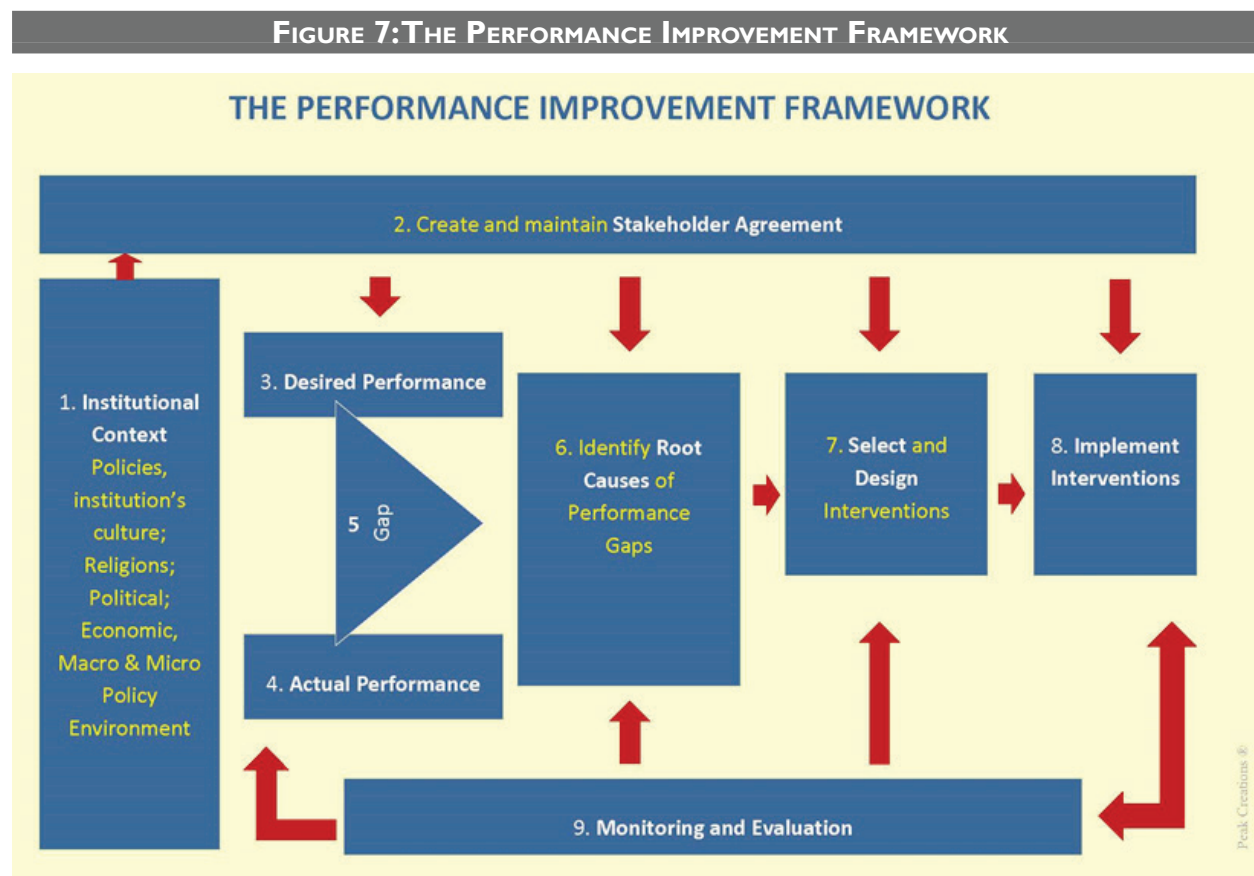 FIGURE 7: THE PERFORMANCE IMPROVEMENT FRAMEWORK
THE PERFORMANCE IMPROVEMENT FRAMEWORK
2. Create and maintain Stakeholder Agreement
1. Institutional
Context
Policies,
institution's
culture;
Religions;
Political;
Economic,
Macro & Micro
Policy
Environment
3. Desired Performance
5 Gap
4. Actual Performance
6. Identify Root
Causes of
Performance
Gaps
7. Select and
Design
Interventions
8. Implement
Interventions
9. Monitoring and Evaluation
Peak Creations ®